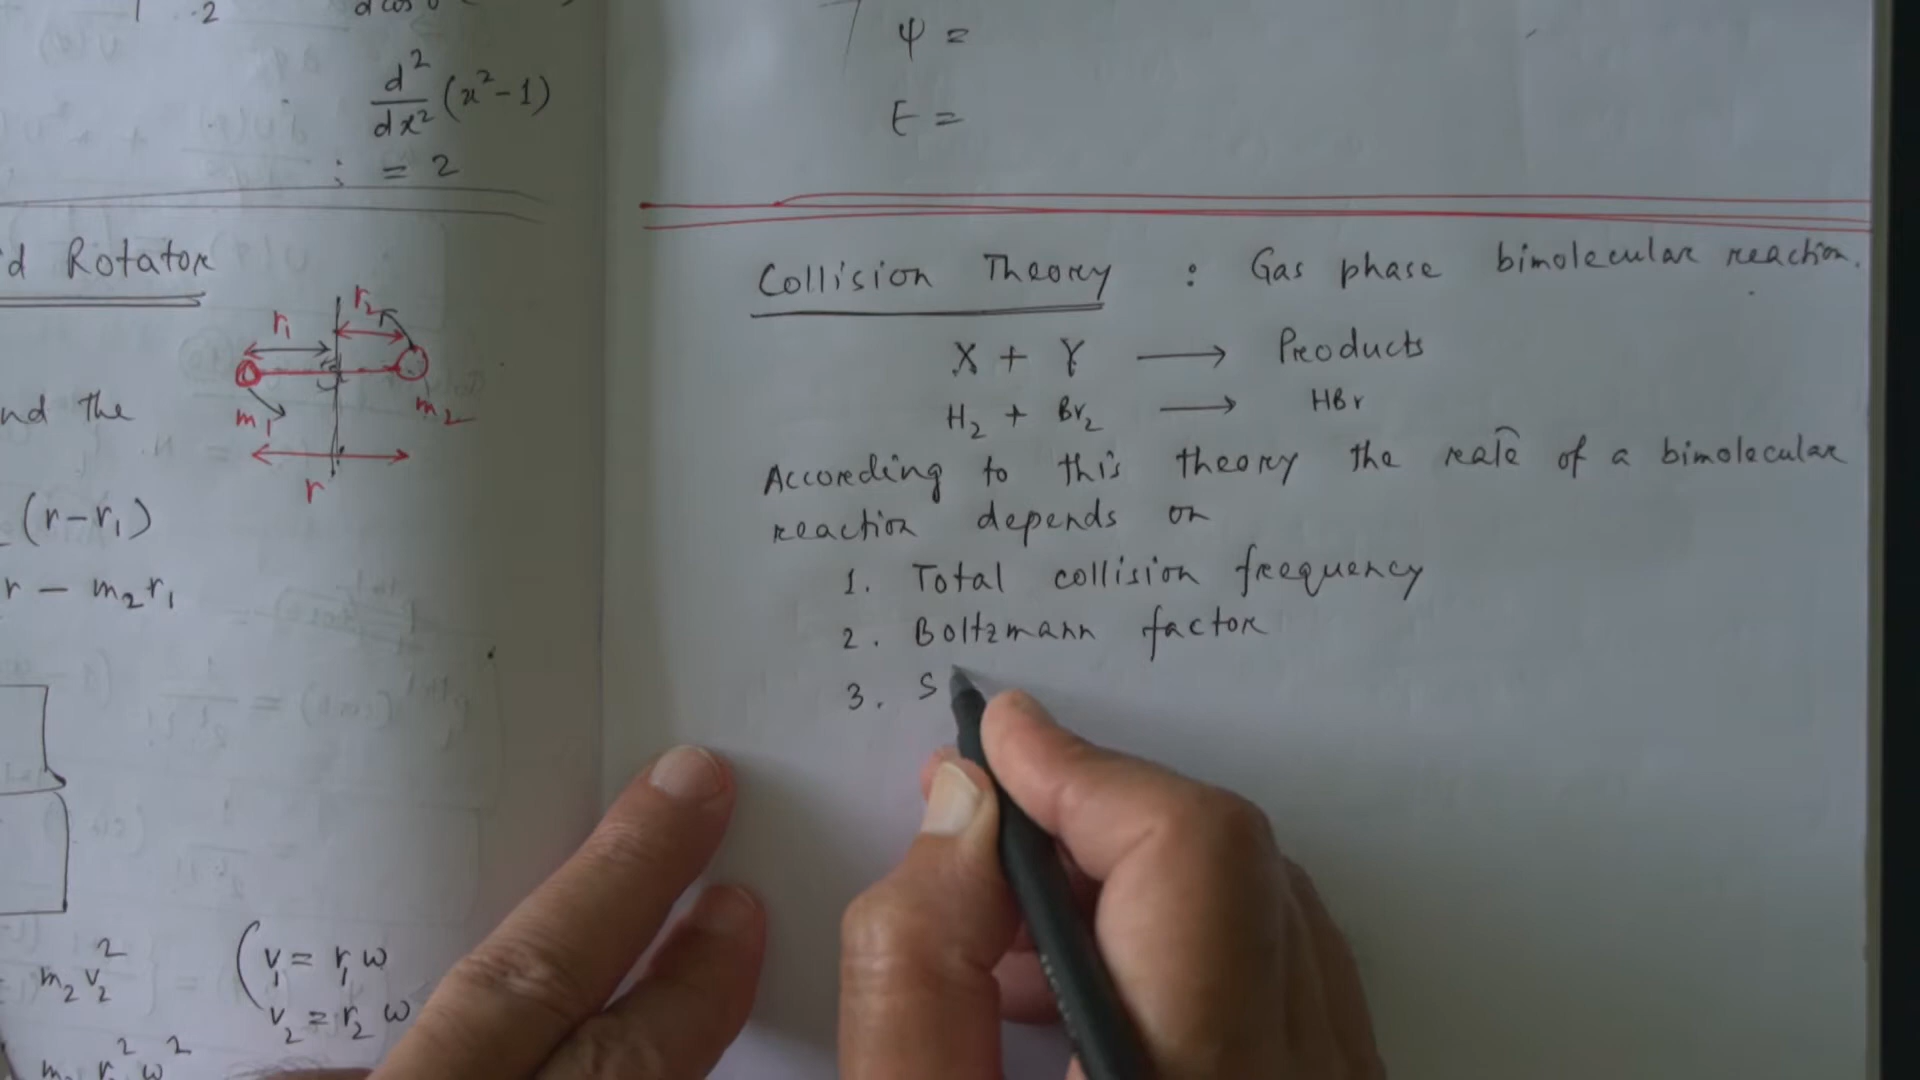 d²/dx² (x²-1)
= 2
d Rotator
r₁ r₂
m₁ m₂
r
nd the
(r-r₁)
r - m₂r₁
m₂v₂² (v₁ = r₁ω
v₂ = r₂ω
ψ =
E =
Collision Theory : Gas phase bimolecular reaction.
X + Y ⟶ Products
H₂ + Br₂ ⟶ HBr
According to this theory the rate of a bimolecular
reaction depends on
1. Total collision frequency
2. Boltzmann factor
3. S